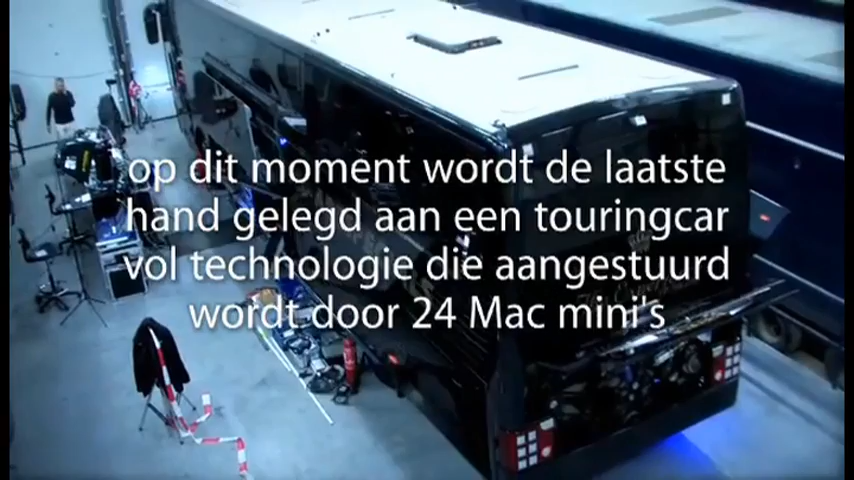 op dit moment wordt de laatste
hand gelegd aan een touringcar
vol technologie die aangestuurd
wordt door 24 Mac mini's